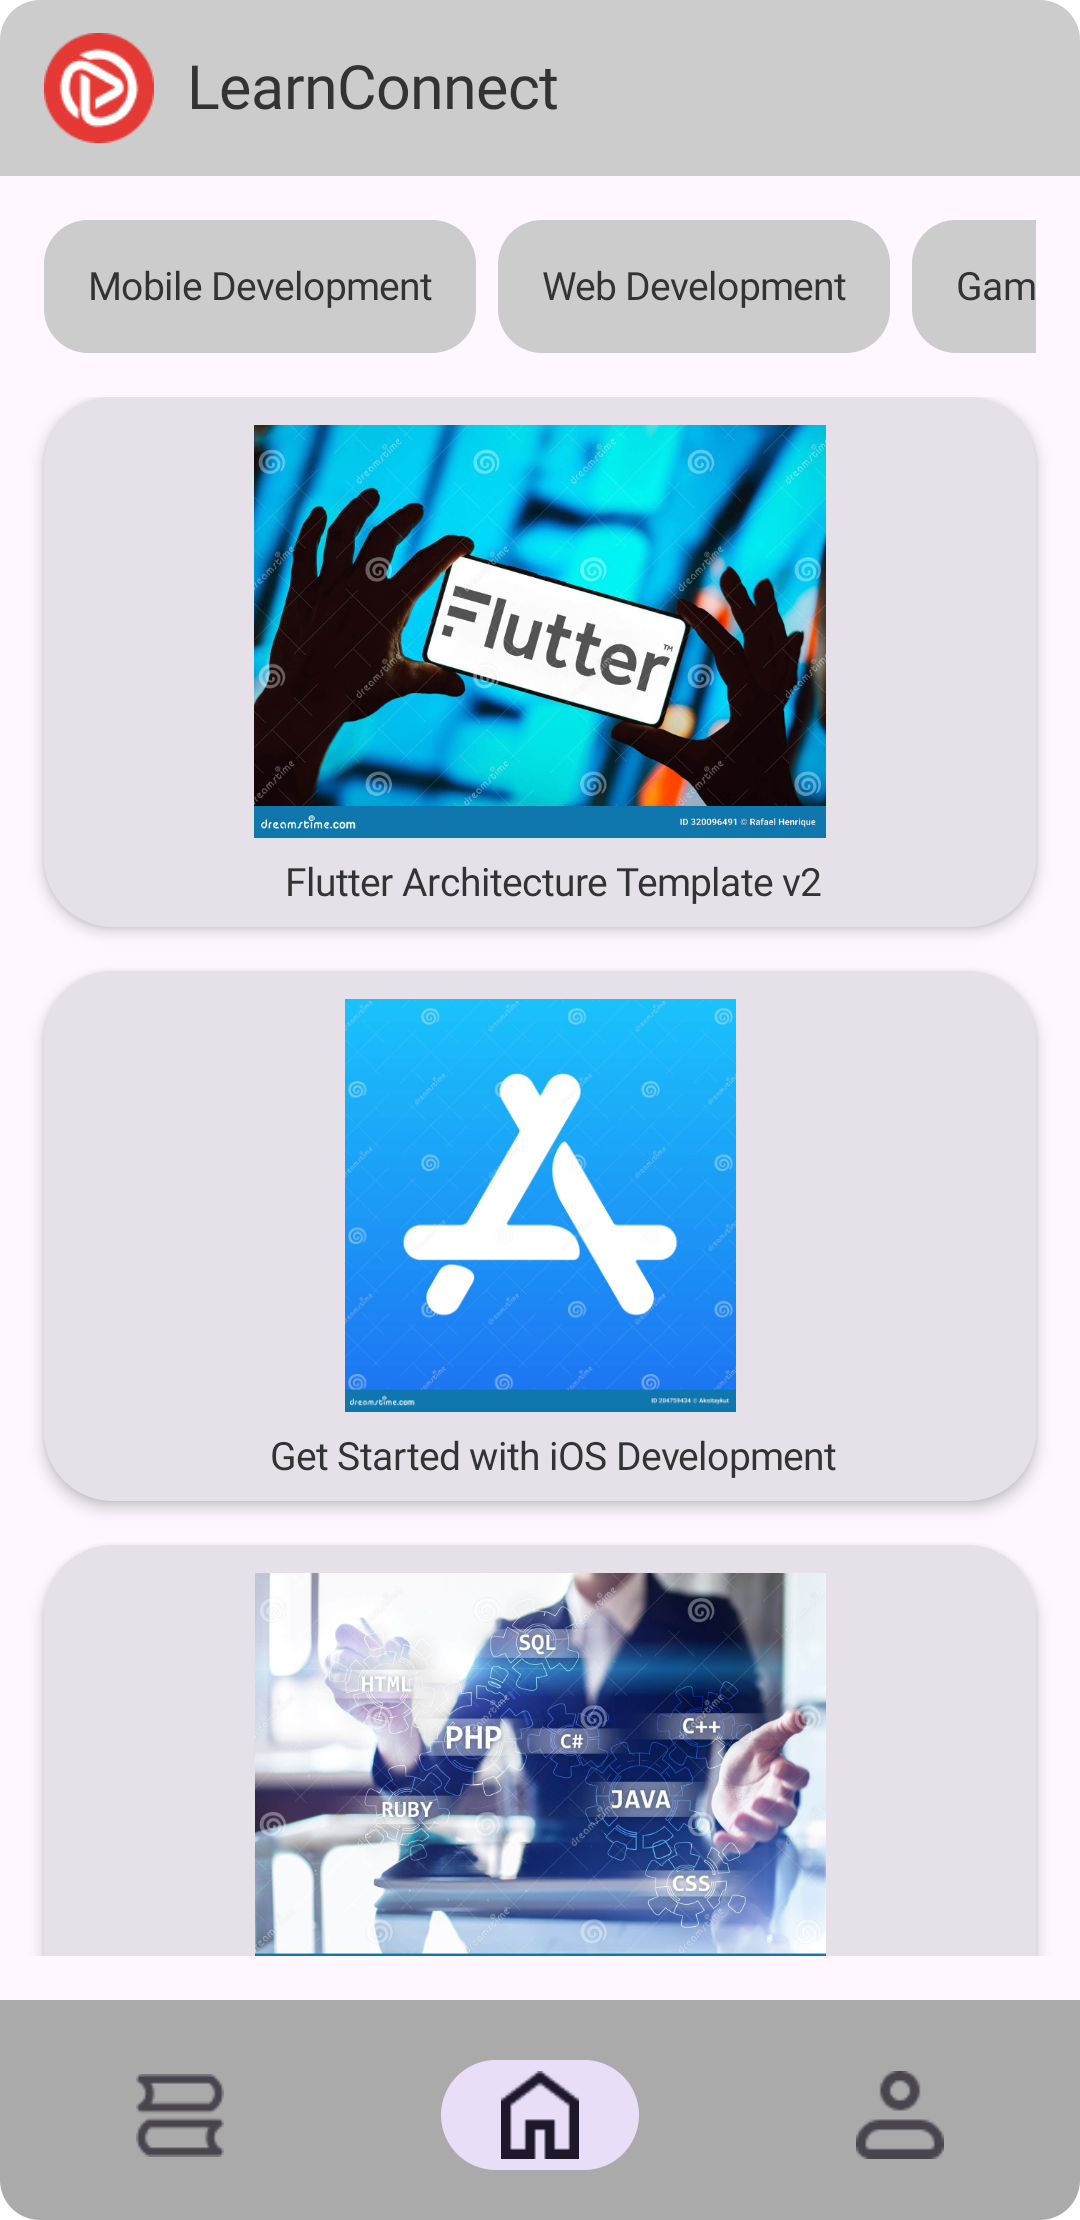 LearnConnect
Mobile Development
Web Development
Gam
Flutter™
dreamstime.com
ID 320096491 © Rafael Henrique
Flutter Architecture Template v2
dreamstime.com
ID 204759434 © Aksitaykut
Get Started with iOS Development
SQL
HTML
PHP
C#
C++
RUBY
JAVA
CSS